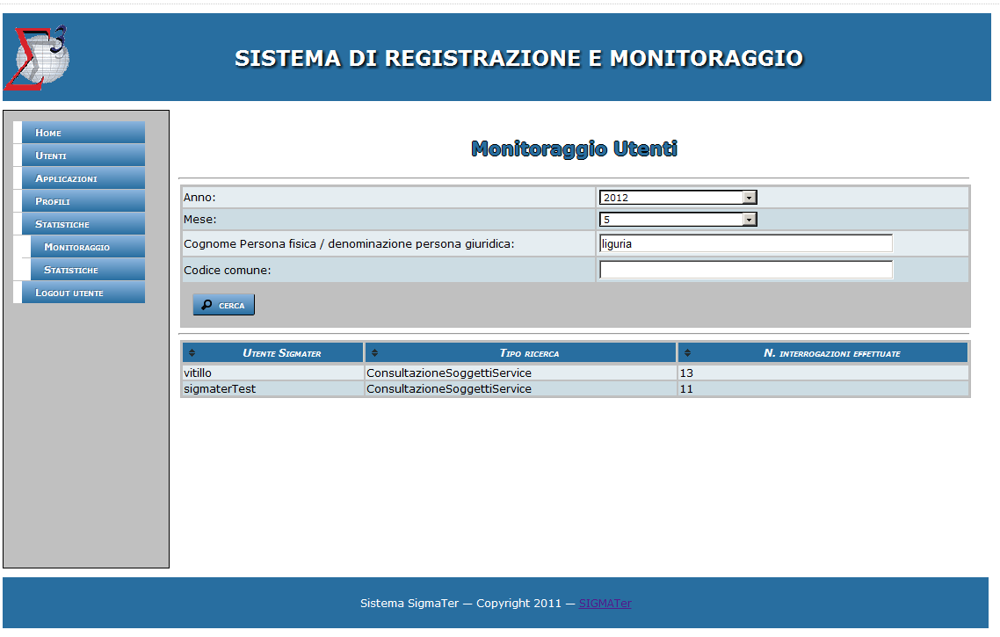 Σ3
SISTEMA DI REGISTRAZIONE E MONITORAGGIO
HOME
UTENTI
APPLICAZIONI
PROFILI
STATISTICHE
MONITORAGGIO
STATISTICHE
LOGOUT UTENTE
Monitoraggio Utenti
Anno: 2012
Mese: 5
Cognome Persona fisica / denominazione persona giuridica: liguria
Codice comune:
CERCA
UTENTE SIGMATER TIPO RICERCA N. INTERROGAZIONI EFFETTUATE
vitillo ConsultazioneSoggettiService 13
sigmaterTest ConsultazioneSoggettiService 11
Sistema SigmaTer — Copyright 2011 — SIGMATer